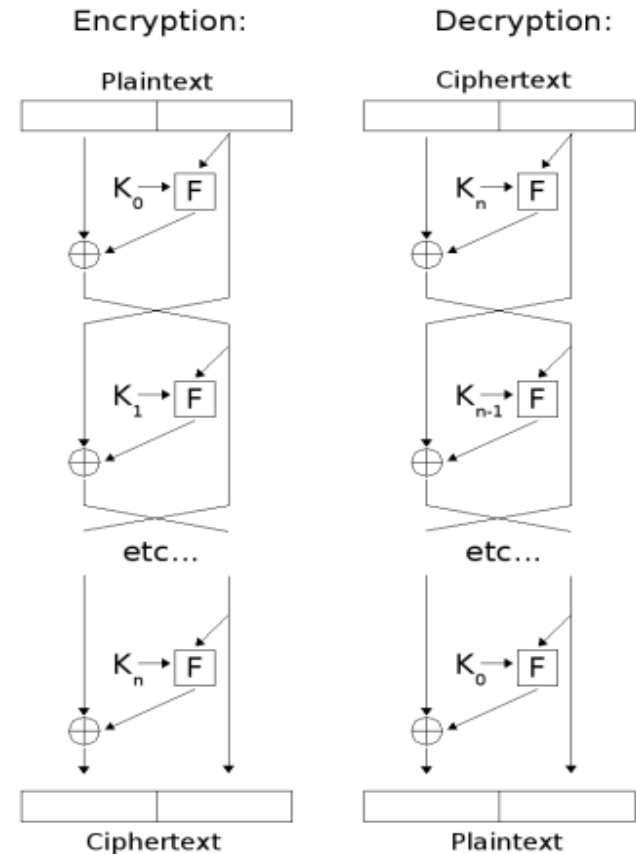 Encryption:
Plaintext
K₀ F
K₁ F
etc...
Kₙ F
Ciphertext
Decryption:
Ciphertext
Kₙ F
Kₙ₋₁ F
etc...
K₀ F
Plaintext